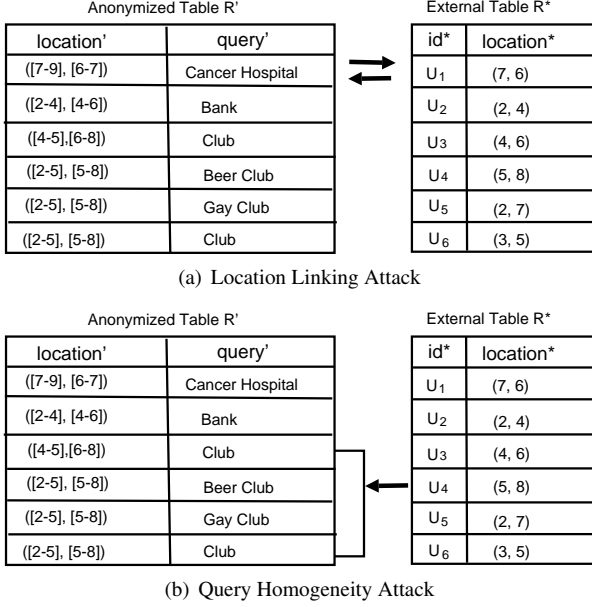 Anonymized Table R' External Table R*
location' query' id* location*
([7-9], [6-7]) Cancer Hospital U1 (7, 6)
([2-4], [4-6]) Bank U2 (2, 4)
([4-5],[6-8]) Club U3 (4, 6)
([2-5], [5-8]) Beer Club U4 (5, 8)
([2-5], [5-8]) Gay Club U5 (2, 7)
([2-5], [5-8]) Club U6 (3, 5)
(a) Location Linking Attack
Anonymized Table R' External Table R*
location' query' id* location*
([7-9], [6-7]) Cancer Hospital U1 (7, 6)
([2-4], [4-6]) Bank U2 (2, 4)
([4-5],[6-8]) Club U3 (4, 6)
([2-5], [5-8]) Beer Club U4 (5, 8)
([2-5], [5-8]) Gay Club U5 (2, 7)
([2-5], [5-8]) Club U6 (3, 5)
(b) Query Homogeneity Attack